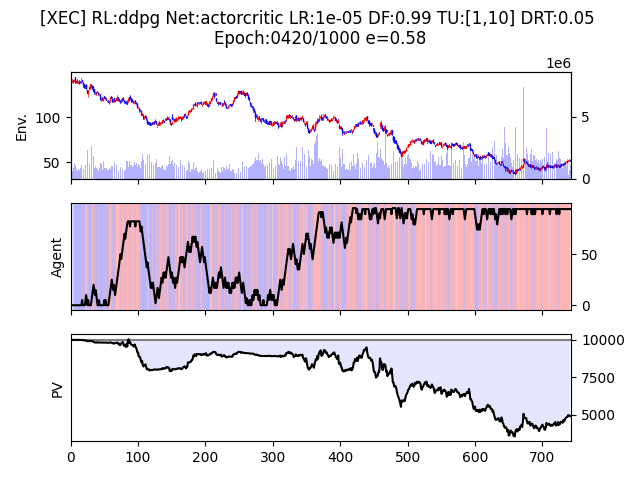 [XEC] RL:ddpg Net:actorcritic LR:1e-05 DF:0.99 TU:[1,10] DRT:0.05
Epoch:0420/1000 e=0.58
1e6
Env.
100
50
5
0
Agent
50
0
PV
10000
7500
5000
0 100 200 300 400 500 600 700